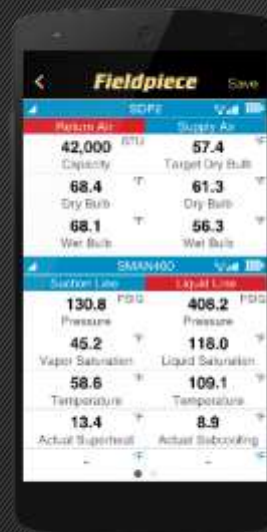 Fieldpiece Save
SDP2
Return Air Supply Air
42,000 BTU 57.4 °F
Capacity Target Dry Bulb
68.4 °F 61.3 °F
Dry Bulb Dry Bulb
68.1 °F 56.3 °F
Wet Bulb Wet Bulb
SMAN460
Suction Line Liquid Line
130.8 PSIG 406.2 PSIG
Pressure Pressure
45.2 °F 118.0 °F
Vapor Saturation Liquid Saturation
58.6 °F 109.1 °F
Temperature Temperature
13.4 °F 8.9 °F
Actual Superheat Actual Subcooling
- °F - °F